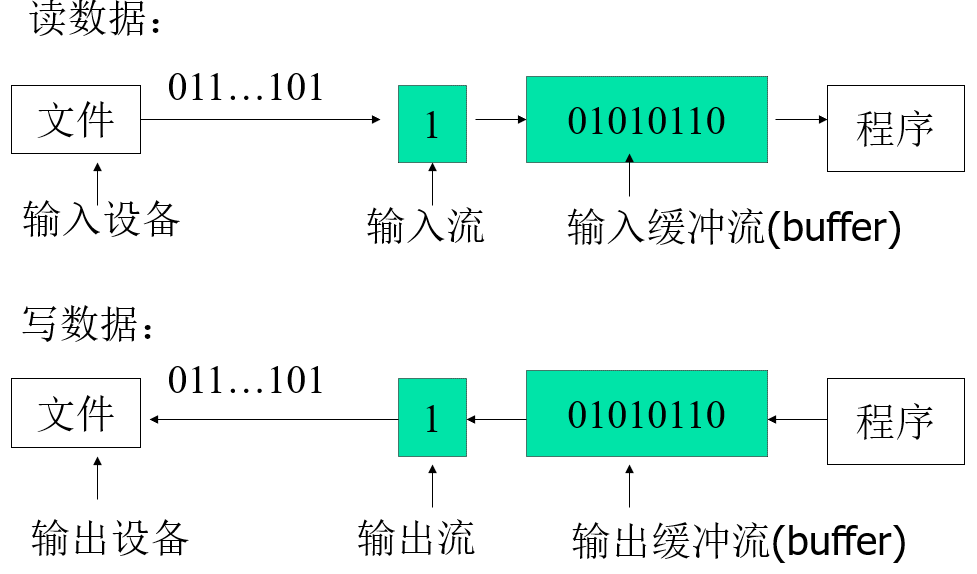 读数据：
011…101
文件
1
01010110
程序
输入设备
输入流
输入缓冲流(buffer)
写数据：
011…101
文件
1
01010110
程序
输出设备
输出流
输出缓冲流(buffer)